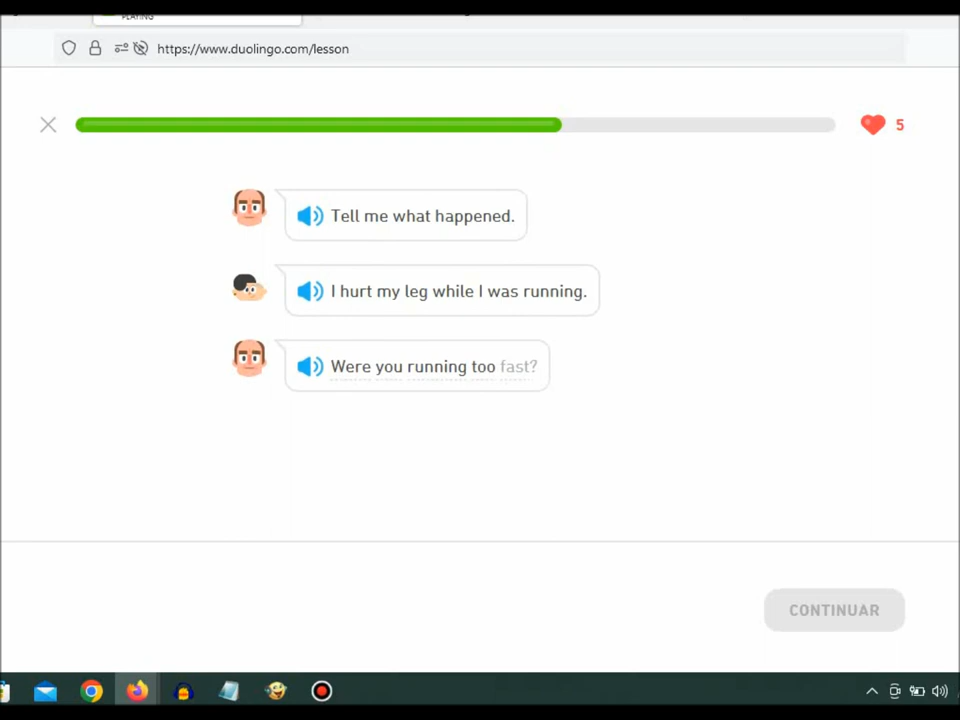 PLAYING
https://www.duolingo.com/lesson
5
Tell me what happened.
I hurt my leg while I was running.
Were you running too fast?
CONTINUAR